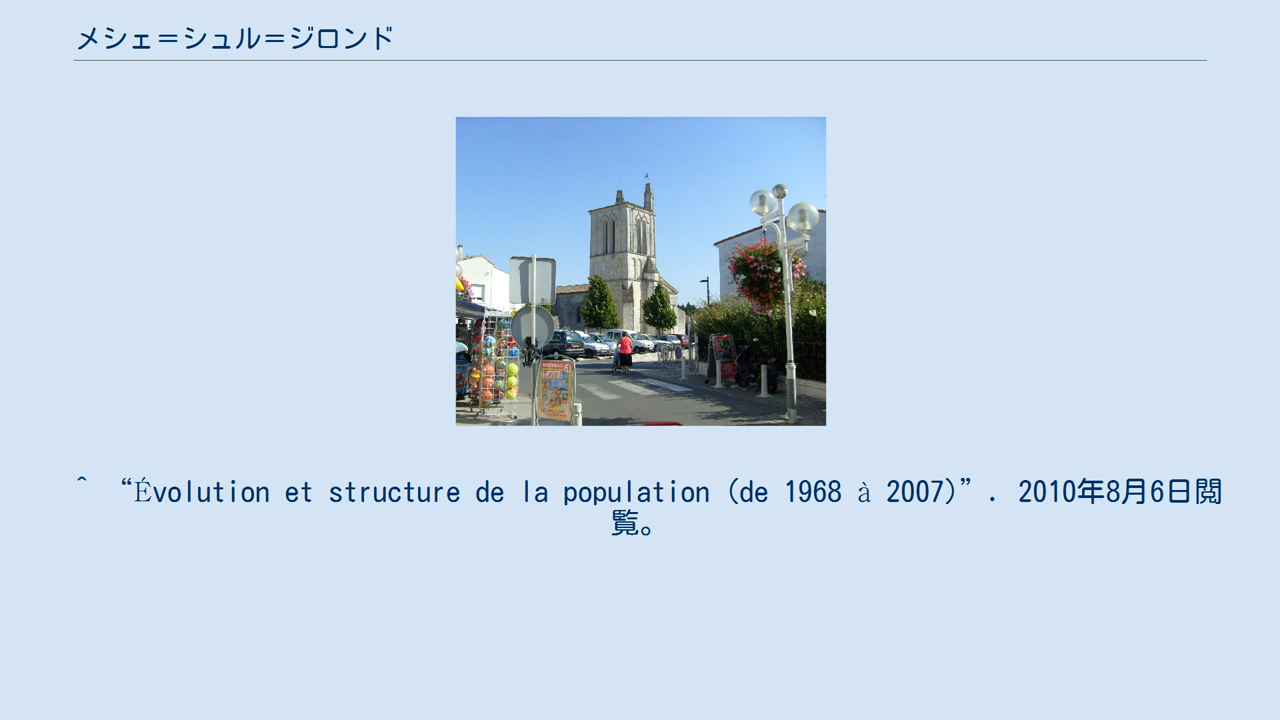 メシェ=シュル=ジロンド
^ “Évolution et structure de la population (de 1968 à 2007)”. 2010年8月6日閲
覧。